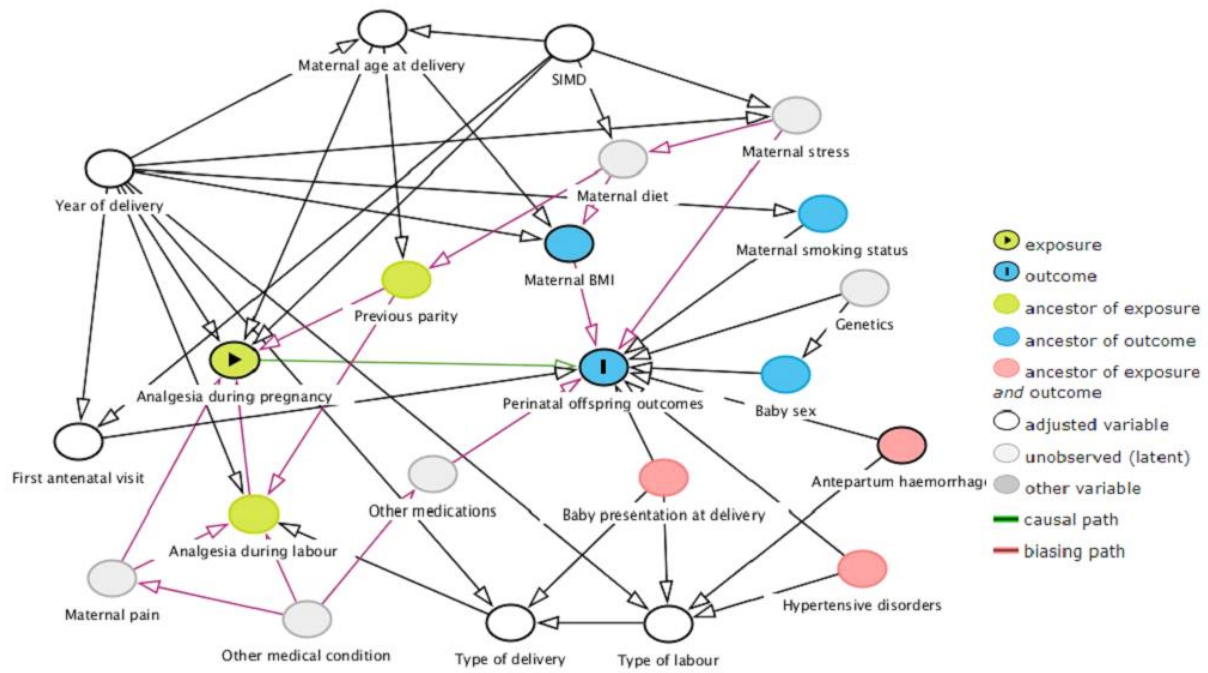 Maternal age at delivery
SIMD
Maternal stress
Maternal diet
Year of delivery
Maternal smoking status
Maternal BMI
Genetics
Previous parity
Analgesia during pregnancy
Perinatal offspring outcomes
Baby sex
First antenatal visit
Antepartum haemorrhage
Other medications
Baby presentation at delivery
Analgesia during labour
Maternal pain
Hypertensive disorders
Other medical condition
Type of delivery
Type of labour
exposure
outcome
ancestor of exposure
ancestor of outcome
ancestor of exposure
and outcome
adjusted variable
unobserved (latent)
other variable
causal path
biasing path